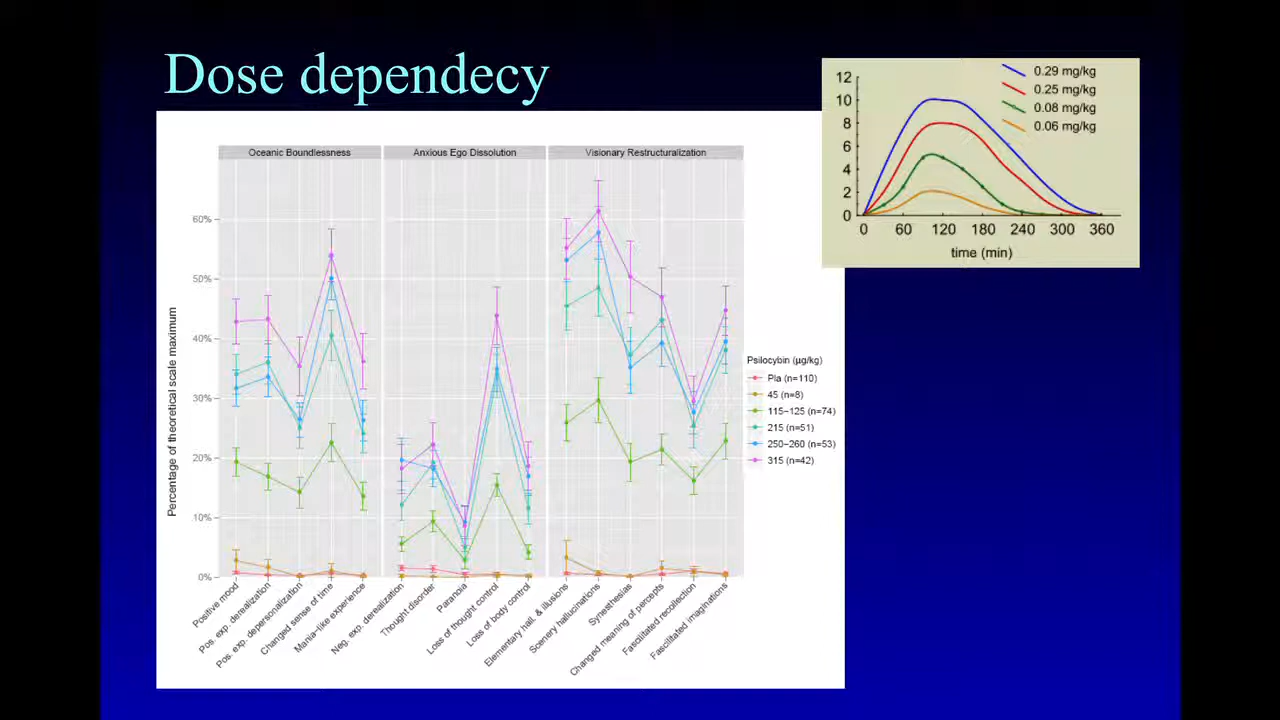 Dose dependecy
Oceanic Boundlessness
Anxious Ego Dissolution
Visionary Restructuralization
Percentage of theoretical scale maximum
60%
50%
40%
30%
20%
10%
0%
Positive mood
Pos. exp. derealization
Pos. exp. depersonalization
Changed sense of time
Mania-like experience
Neg. exp. derealization
Thought disorder
Paranoia
Loss of thought control
Loss of body control
Elementary hall. & illusions
Scenery hallucinations
Synesthesias
Changed meaning of percepts
Fascilitated recollection
Fascilitated imaginations
Psilocybin (µg/kg)
Pla (n=110)
45 (n=8)
115–125 (n=74)
215 (n=51)
250–260 (n=53)
315 (n=42)
12
10
8
6
4
2
0
0 60 120 180 240 300 360
time (min)
0.29 mg/kg
0.25 mg/kg
0.08 mg/kg
0.06 mg/kg